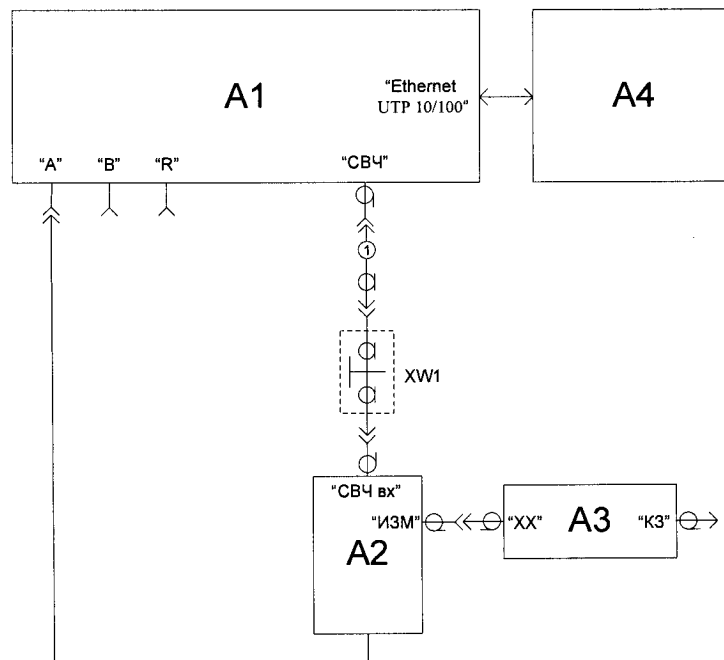 A1
“Ethernet
UTP 10/100”
A4
“A” “B” “R” “СВЧ”
1
XW1
“СВЧ вх”
“ИЗМ”
A2
“ХХ” A3 “КЗ”